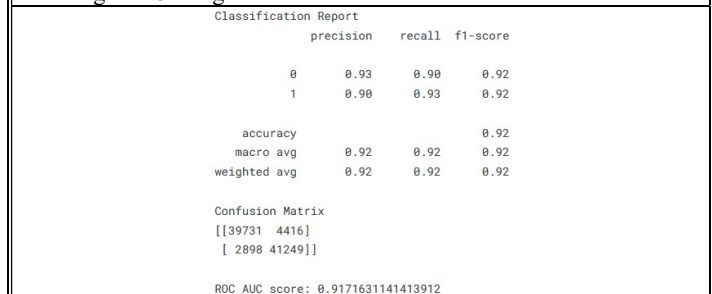 Classification Report
precision recall f1-score
0 0.93 0.90 0.92
1 0.90 0.93 0.92
accuracy 0.92
macro avg 0.92 0.92 0.92
weighted avg 0.92 0.92 0.92
Confusion Matrix
[[39731 4416]
[ 2898 41249]]
ROC AUC score: 0.9171631141413912